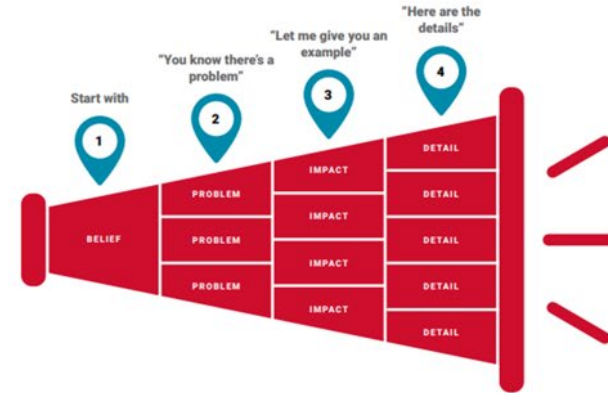 Start with
1
"You know there's a
problem"
2
"Let me give you an
example"
3
"Here are the
details"
4
BELIEF
PROBLEM
PROBLEM
PROBLEM
IMPACT
IMPACT
IMPACT
IMPACT
DETAIL
DETAIL
DETAIL
DETAIL
DETAIL